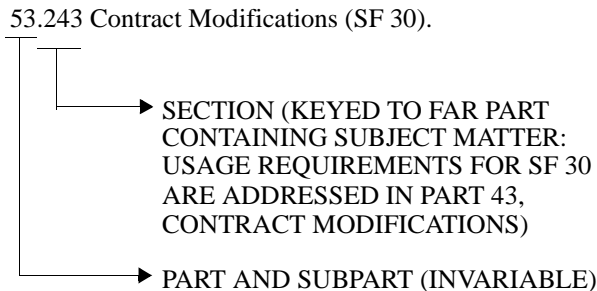 53.243 Contract Modifications (SF 30).
SECTION (KEYED TO FAR PART
CONTAINING SUBJECT MATTER:
USAGE REQUIREMENTS FOR SF 30
ARE ADDRESSED IN PART 43,
CONTRACT MODIFICATIONS)
PART AND SUBPART (INVARIABLE)